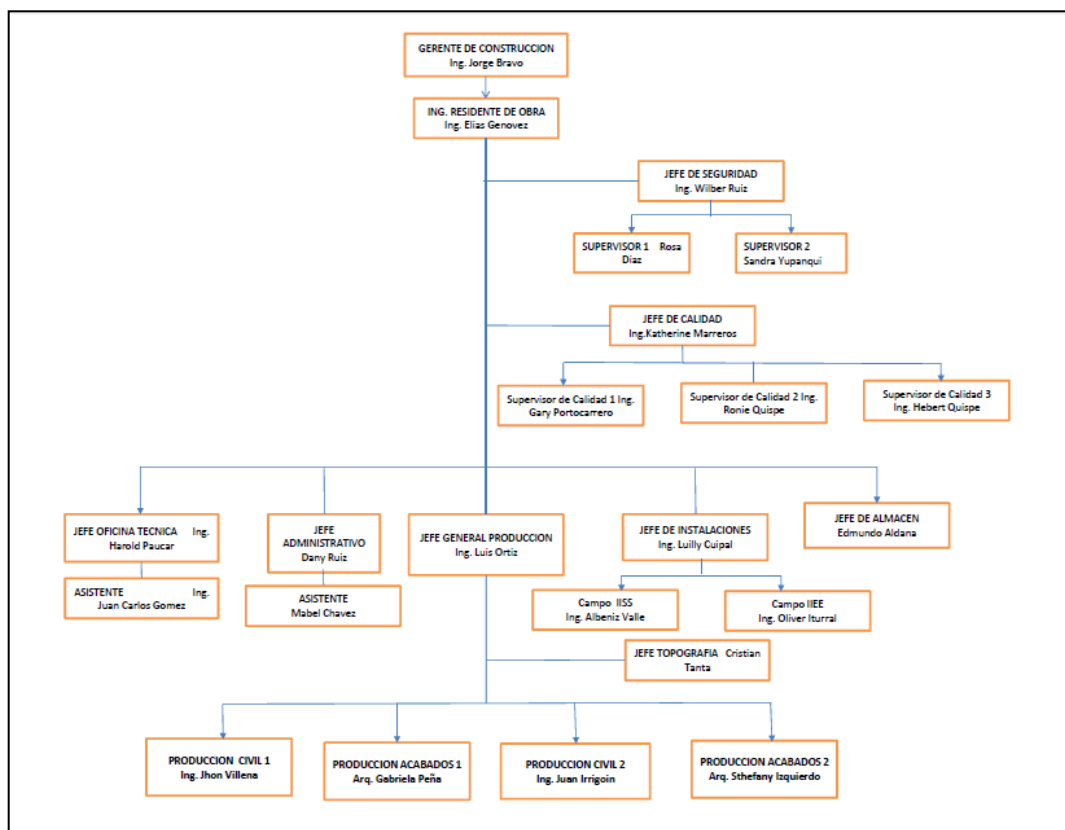 GERENTE DE CONSTRUCCION
Ing. Jorge Bravo
ING. RESIDENTE DE OBRA
Ing. Elias Genovez
JEFE DE SEGURIDAD
Ing. Wilber Ruiz
SUPERVISOR 1 Rosa
Diaz
SUPERVISOR 2
Sandra Yupanqui
JEFE DE CALIDAD
Ing.Katherine Marreros
Supervisor de Calidad 1 Ing.
Gary Portocarrero
Supervisor de Calidad 2 Ing.
Ronie Quispe
Supervisor de Calidad 3
Ing. Hebert Quispe
JEFE OFICINA TECNICA Ing.
Harold Paucar
JEFE
ADMINISTRATIVO
Dany Ruiz
JEFE GENERAL PRODUCCION
Ing. Luis Ortiz
JEFE DE INSTALACIONES
Ing. Luilly Cuipal
JEFE DE ALMACEN
Edmundo Aldana
ASISTENTE Ing.
Juan Carlos Gomez
ASISTENTE
Mabel Chavez
Campo IISS
Ing. Albeniz Valle
Campo IIEE
Ing. Oliver Iturral
JEFE TOPOGRAFIA Cristian
Tanta
PRODUCCION CIVIL 1
Ing. Jhon Villena
PRODUCCION ACABADOS 1
Arq. Gabriela Peña
PRODUCCION CIVIL 2
Ing. Juan Irrigoin
PRODUCCION ACABADOS 2
Arq. Sthefany Izquierdo